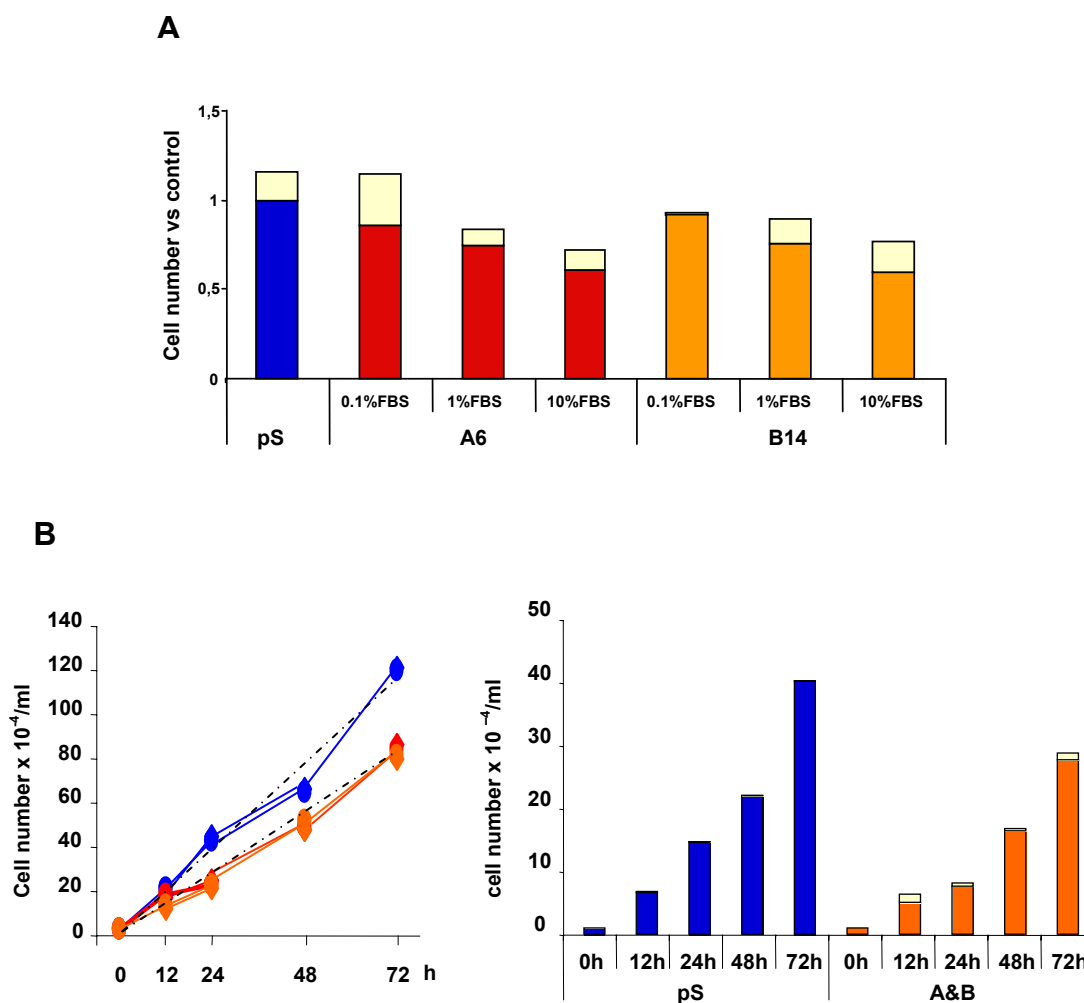 A
Cell number vs control
1,5
1
0,5
0
0.1%FBS 1%FBS 10%FBS 0.1%FBS 1%FBS 10%FBS
pS A6 B14
B
Cell number x 10-4/ml
140
120
100
80
60
40
20
0
0 12 24 48 72 h
cell number x 10 -4/ml
50
40
30
20
10
0
0h 12h 24h 48h 72h 0h 12h 24h 48h 72h
pS A&B